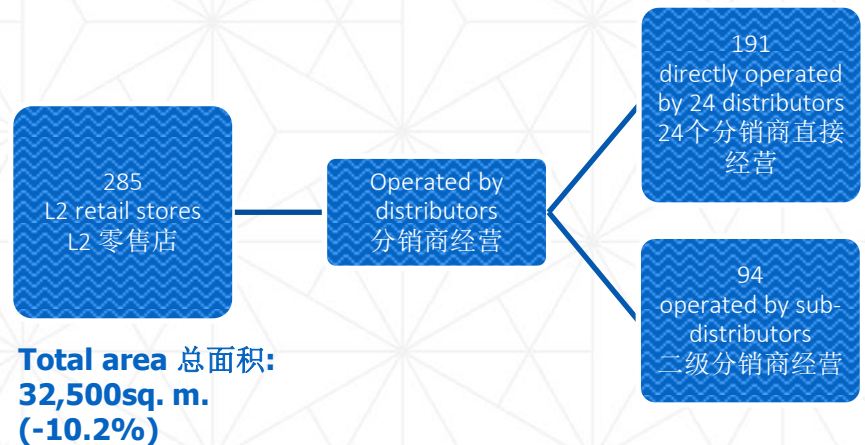 285
L2 retail stores
L2 零售店
Total area 总面积:
32,500sq. m.
(-10.2%)
Operated by
distributors
分销商经营
191
directly operated
by 24 distributors
24个分销商直接
经营
94
operated by sub-
distributors
二级分销商经营